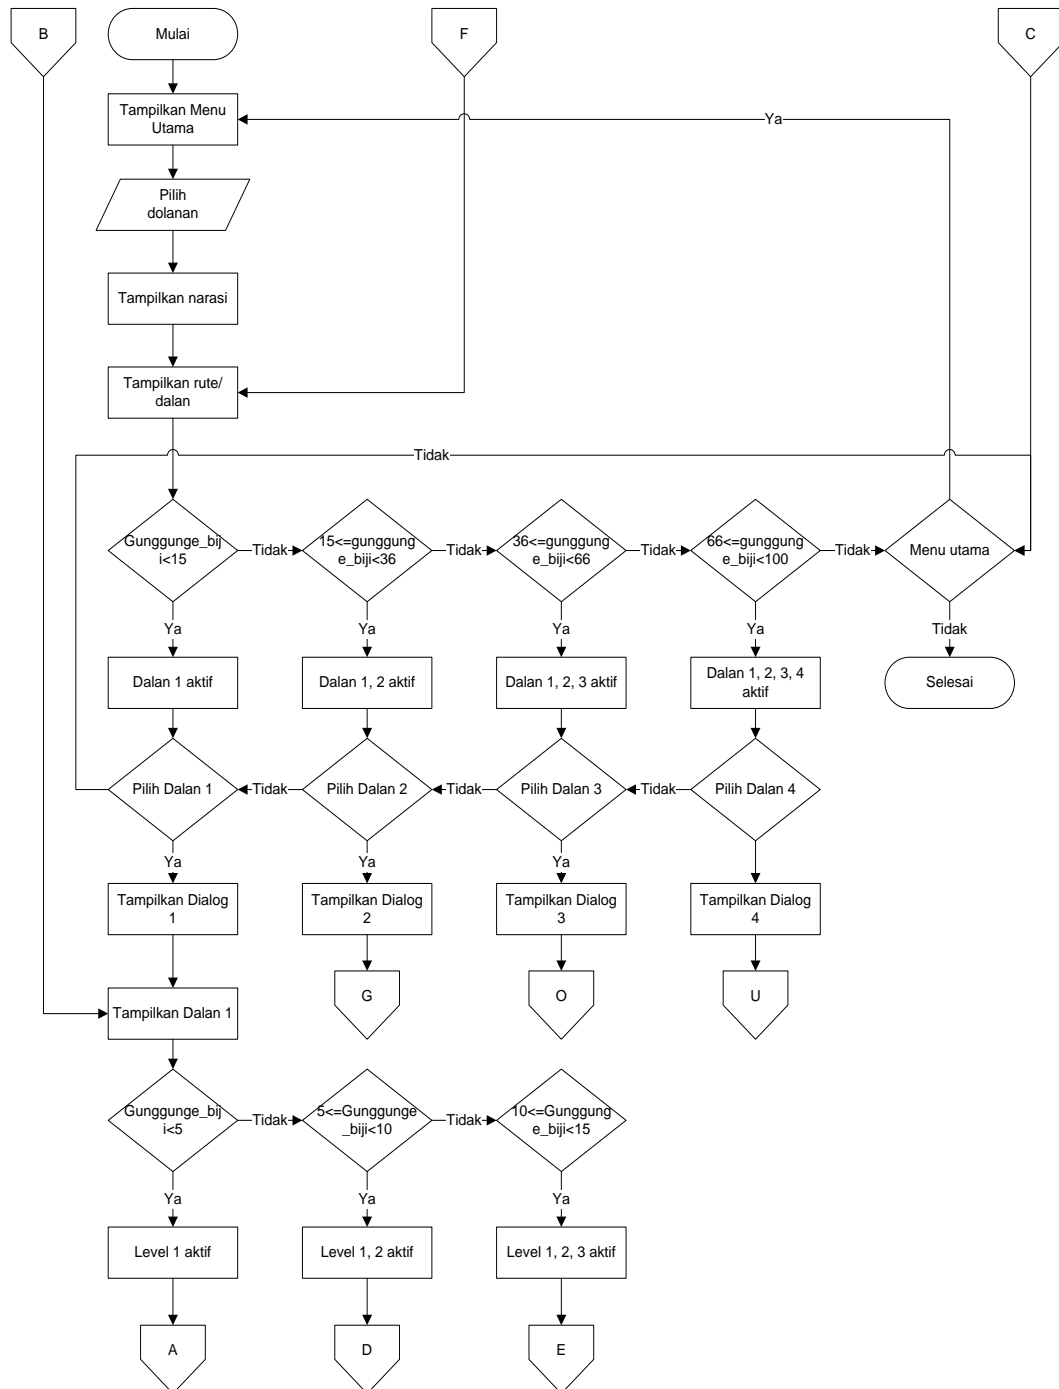 B
Mulai
F
C
Tampilkan Menu
Utama
Ya
Pilih
dolanan
Tampilkan narasi
Tampilkan rute/
dalan
Tidak
Gunggunge_bij
i<15
Tidak
15<=gunggung
e_biji<36
Tidak
36<=gunggung
e_biji<66
Tidak
66<=gunggung
e_biji<100
Tidak
Menu utama
Ya
Ya
Ya
Ya
Tidak
Dalan 1 aktif
Dalan 1, 2 aktif
Dalan 1, 2, 3 aktif
Dalan 1, 2, 3, 4
aktif
Selesai
Pilih Dalan 1
Tidak
Pilih Dalan 2
Tidak
Pilih Dalan 3
Tidak
Pilih Dalan 4
Ya
Ya
Ya
Tampilkan Dialog
1
Tampilkan Dialog
2
Tampilkan Dialog
3
Tampilkan Dialog
4
G
O
U
Tampilkan Dalan 1
Gunggunge_bij
i<5
Tidak
5<=Gunggunge
_biji<10
Tidak
10<=Gunggung
e_biji<15
Ya
Ya
Ya
Level 1 aktif
Level 1, 2 aktif
Level 1, 2, 3 aktif
A
D
E